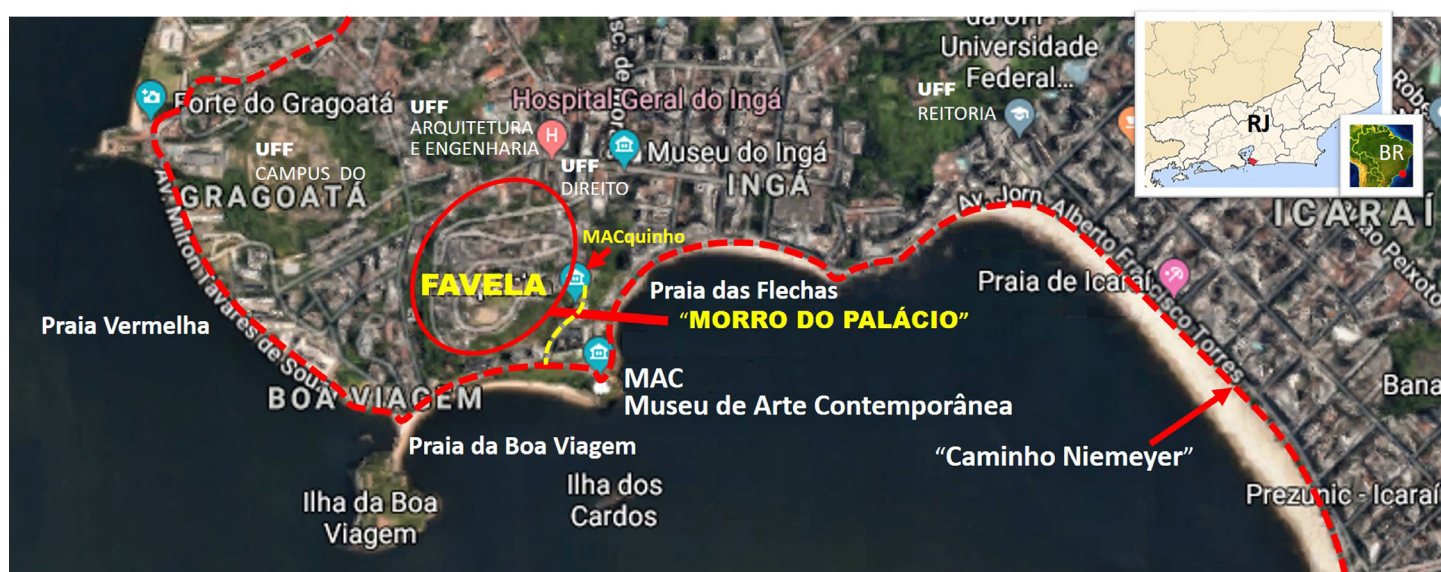 da UFF
Universidade
Federal...
Forte do Gragoatá
UFF
ARQUITETURA
E ENGENHARIA
Hospital Geral do Ingá
H
UFF
REITORIA
RJ
BR
UFF
CAMPUS DO
GRAGOATÁ
UFF
DIREITO
Museu do Ingá
INGÁ
ICARAÍ
Av. Jorn. Alberto Francisco Torres
Av. Milton Tavares de Souza
MACquinho
FAVELA
Praia de Icaraí
Praia das Flechas
"MORRO DO PALÁCIO"
Praia Vermelha
MAC
Museu de Arte Contemporânea
BOA VIAGEM
Praia da Boa Viagem
"Caminho Niemeyer"
Bana
Ilha da Boa
Viagem
Ilha dos
Cardos
Prezunic - Icaraí